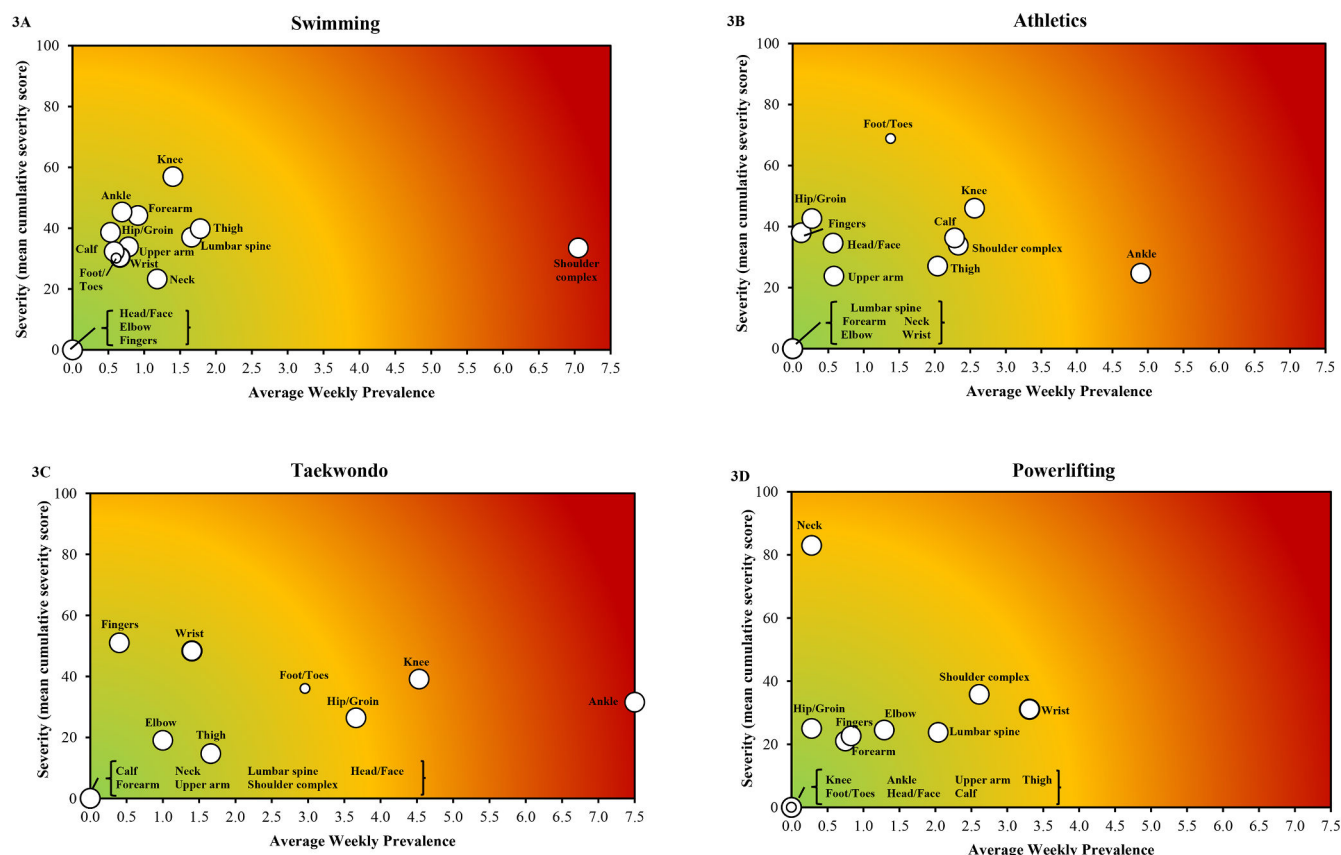 3A
Swimming
Severity (mean cumulative severity score)
100
80
60
40
20
0
Knee
Ankle
Forearm
Hip/Groin
Thigh
Calf
Upper arm
Lumbar spine
Wrist
Foot/
Toes
Neck
Shoulder
complex
Head/Face
Elbow
Fingers
0.0 0.5 1.0 1.5 2.0 2.5 3.0 3.5 4.0 4.5 5.0 5.5 6.0 6.5 7.0 7.5
Average Weekly Prevalence
3B
Athletics
Severity (mean cumulative severity score)
100
80
60
40
20
0
Foot/Toes
Hip/Groin
Knee
Fingers
Calf
Head/Face
Shoulder complex
Ankle
Thigh
Upper arm
Lumbar spine
Forearm Neck
Elbow Wrist
0.0 0.5 1.0 1.5 2.0 2.5 3.0 3.5 4.0 4.5 5.0 5.5 6.0 6.5 7.0 7.5
Average Weekly Prevalence
3C
Taekwondo
Severity (mean cumulative severity score)
100
80
60
40
20
0
Fingers
Wrist
Foot/Toes
Knee
Hip/Groin
Ankle
Elbow
Thigh
Calf Neck Lumbar spine Head/Face
Forearm Upper arm Shoulder complex
0.0 0.5 1.0 1.5 2.0 2.5 3.0 3.5 4.0 4.5 5.0 5.5 6.0 6.5 7.0 7.5
Average Weekly Prevalence
3D
Powerlifting
Severity (mean cumulative severity score)
100
80
60
40
20
0
Neck
Shoulder complex
Hip/Groin
Fingers
Elbow
Wrist
Lumbar spine
Forearm
Knee Ankle Upper arm Thigh
Foot/Toes Head/Face Calf
0.0 0.5 1.0 1.5 2.0 2.5 3.0 3.5 4.0 4.5 5.0 5.5 6.0 6.5 7.0 7.5
Average Weekly Prevalence